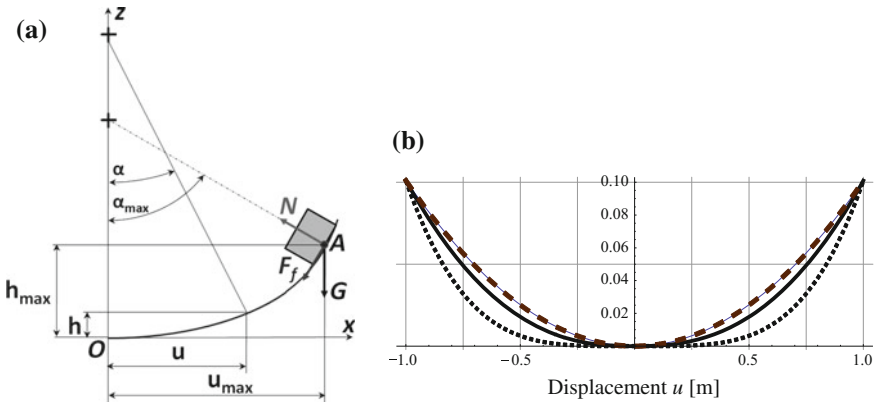 (a)
z
α
α_max
N
A
F_f
G
h_max
h
O
x
u
u_max
(b)
0.10
0.08
0.06
0.04
0.02
-1.0 -0.5 0.5 1.0
Displacement u [m]